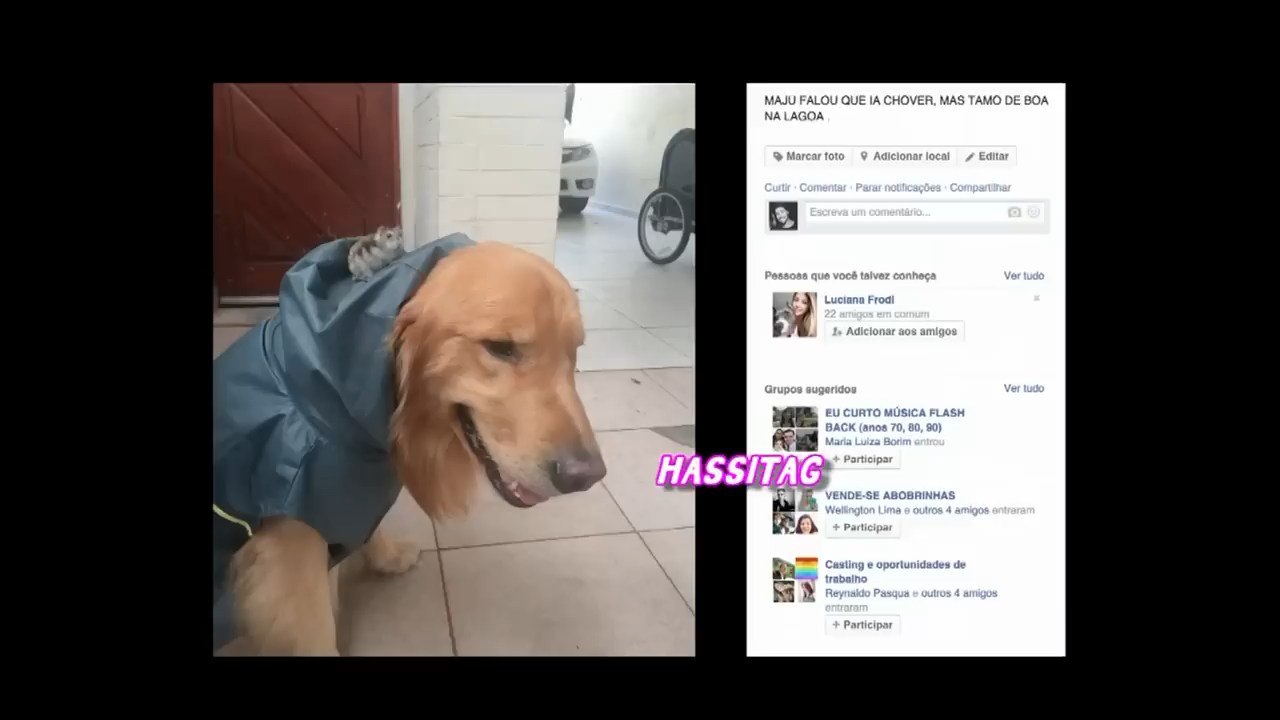 MAJU FALOU QUE IA CHOVER, MAS TAMO DE BOA
NA LAGOA .
Marcar foto Adicionar local Editar
Curtir · Comentar · Parar notificações · Compartilhar
Escreva um comentário...
Pessoas que você talvez conheça Ver tudo
Luciana Frodi ×
22 amigos em comum
Adicionar aos amigos
Grupos sugeridos Ver tudo
EU CURTO MÚSICA FLASH
BACK (anos 70, 80, 90)
Maria Luiza Borim entrou
+ Participar
HASSITAG
VENDE-SE ABOBRINHAS
Wellington Lima e outros 4 amigos entraram
+ Participar
Casting e oportunidades de
trabalho
Reynaldo Pasqua e outros 4 amigos
entraram
+ Participar